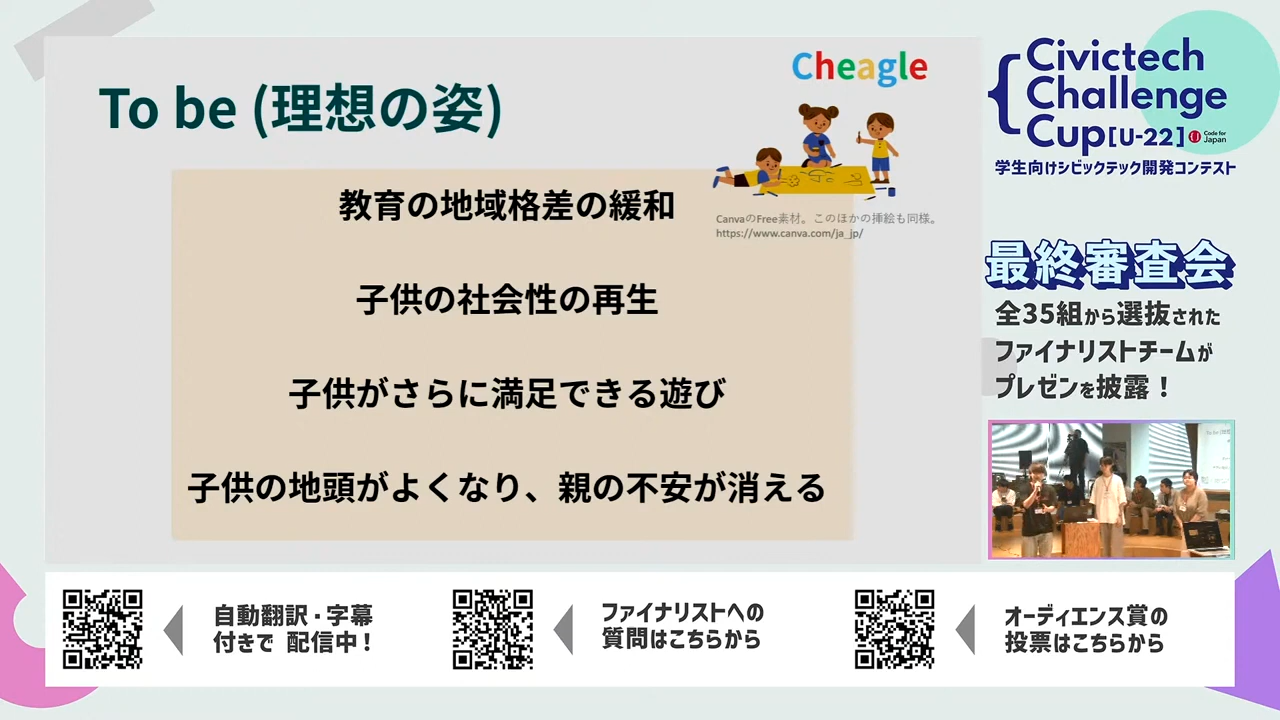 Cheagle
To be (理想の姿)
教育の地域格差の緩和
子供の社会性の再生
子供がさらに満足できる遊び
子供の地頭がよくなり、親の不安が消える
CanvaのFree素材。このほかの挿絵も同様。
https://www.canva.com/ja_jp/
Civictech
Challenge
Cup[U-22]
Code for
Japan
学生向けシビックテック開発コンテスト
最終審査会
全35組から選抜された
ファイナリストチームが
プレゼンを披露!
自動翻訳・字幕
付きで 配信中!
ファイナリストへの
質問はこちらから
オーディエンス賞の
投票はこちらから